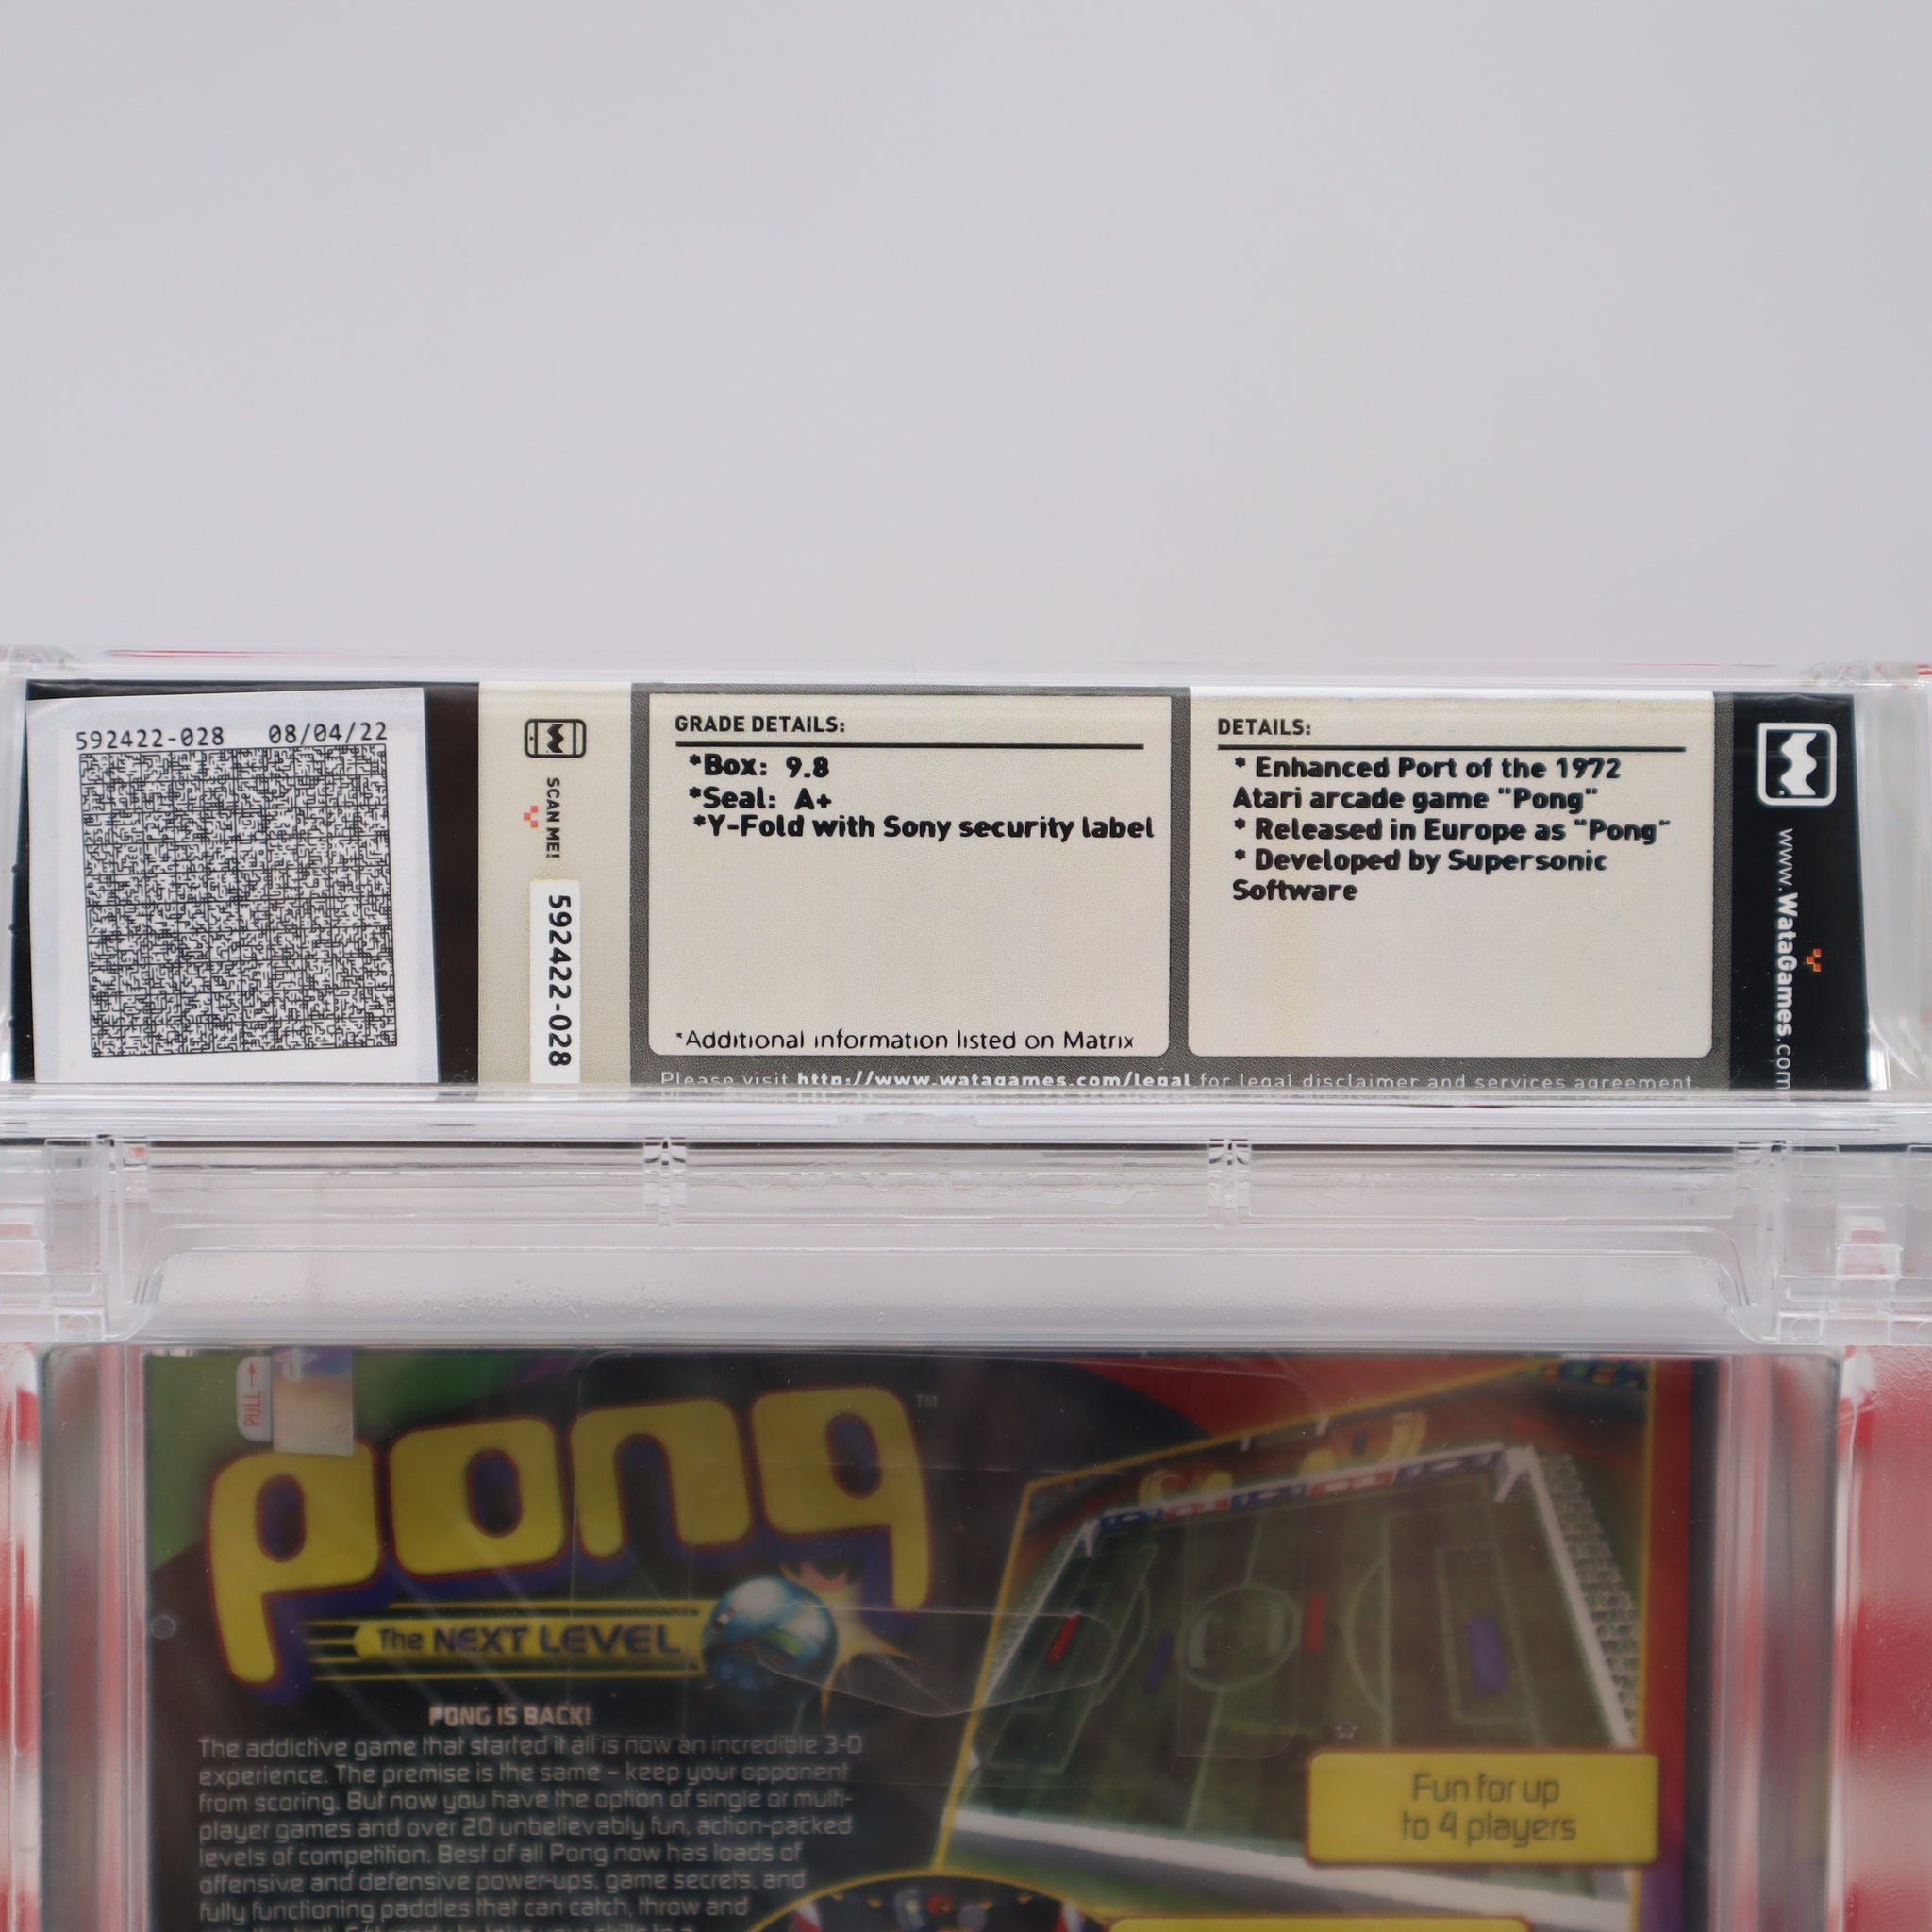 592422-028 08/04/22
SCAN ME!
592422-028
GRADE DETAILS:
*Box: 9.8
*Seal: A+
*Y-Fold with Sony security label
*Additional information listed on Matrix
DETAILS:
* Enhanced Port of the 1972
Atari arcade game "Pong"
* Released in Europe as "Pong"
* Developed by Supersonic
Software
Please visit http://www.watagames.com/legal for legal disclaimer and services agreement.
www.WataGames.com
PULL →
pong™
The NEXT LEVEL
PONG IS BACK!
The addictive game that started it all is now an incredible 3-D
experience. The premise is the same – keep your opponent
from scoring. But now you have the option of single or multi-
player games and over 20 unbelievably fun, action-packed
levels of competition. Best of all Pong now has loads of
offensive and defensive power-ups, game secrets, and
fully functioning paddles that can catch, throw and
Fun for up
to 4 players